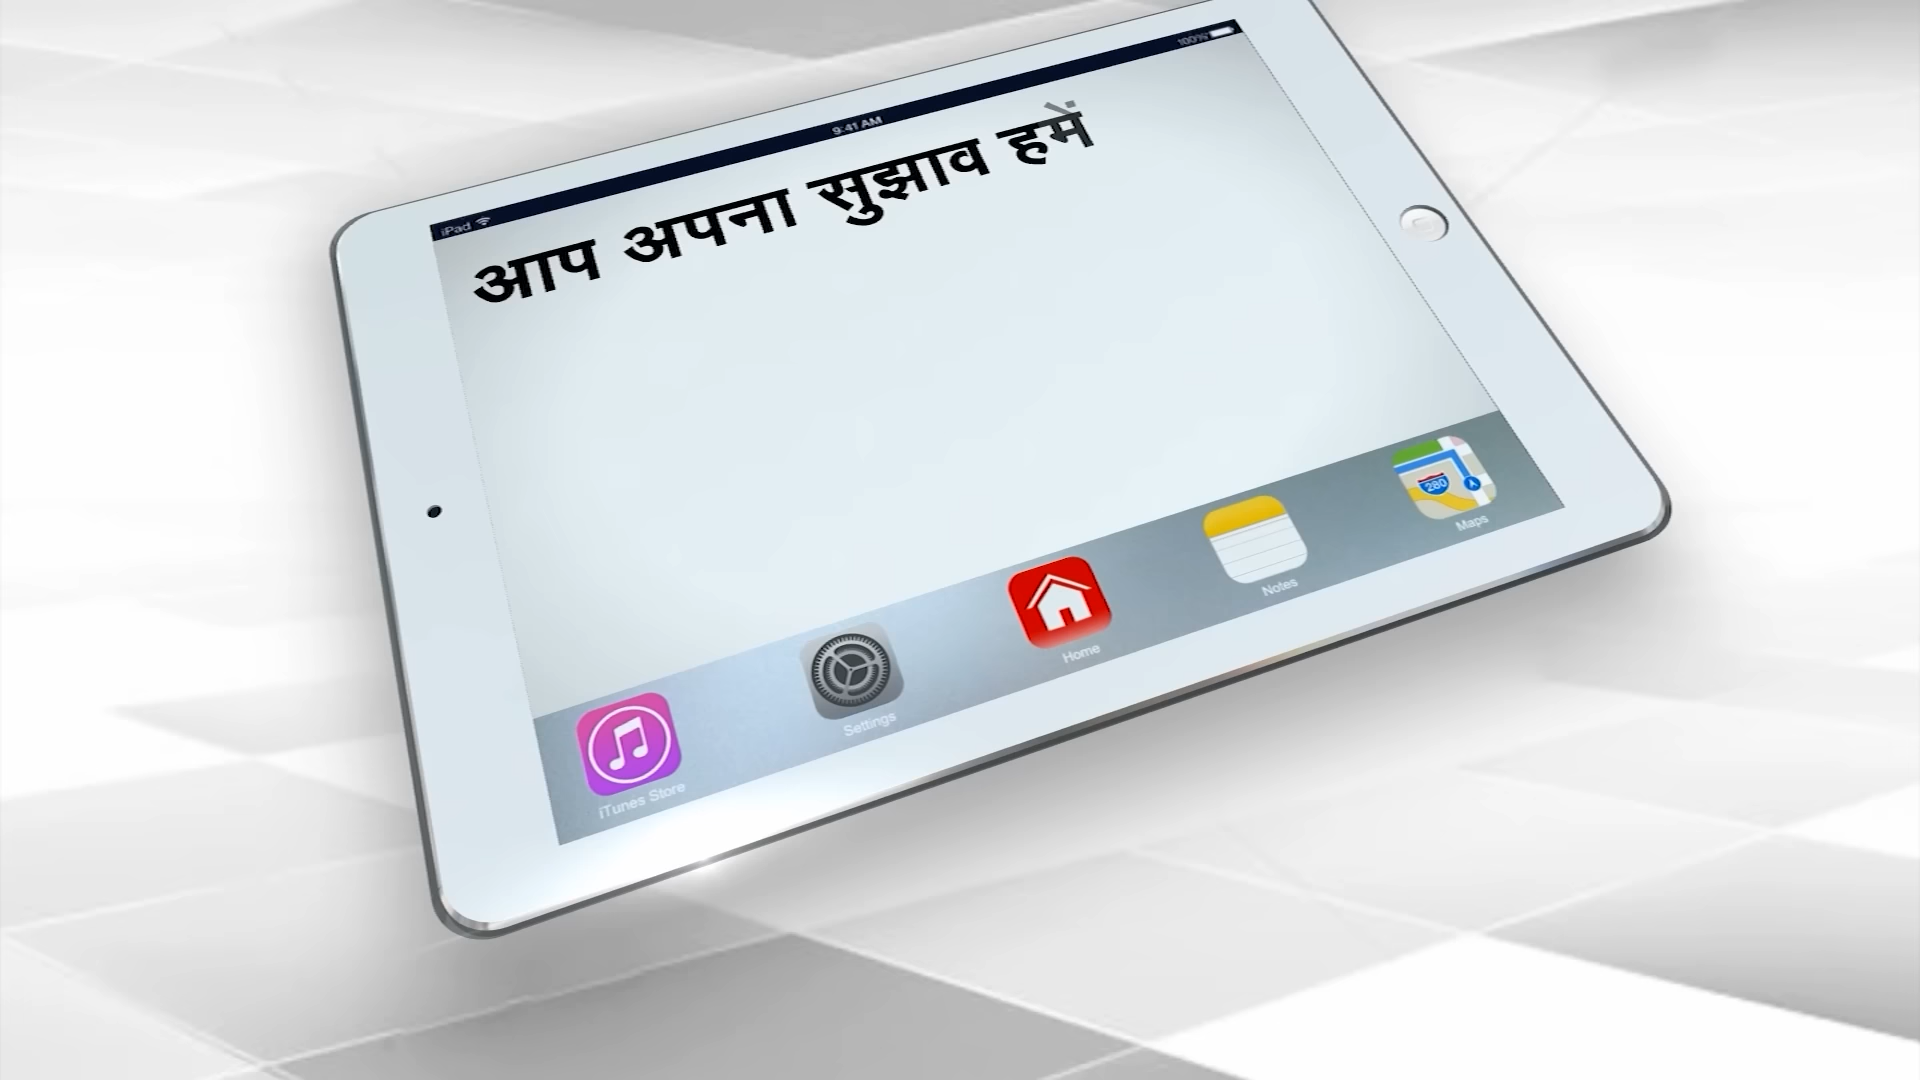 iPad 9:41 AM 100%
आप अपना सुझाव हमें
iTunes Store
Settings
Home
Notes
280
Maps